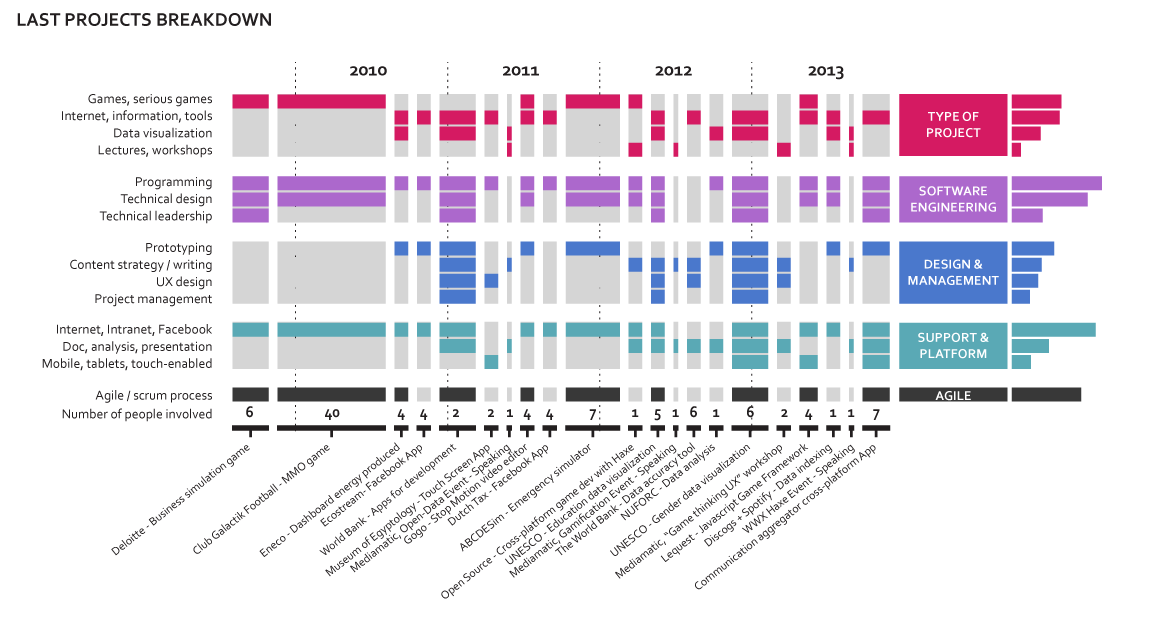 LAST PROJECTS BREAKDOWN
2010 2011 2012 2013
Games, serious games
Internet, information, tools
Data visualization
Lectures, workshops
TYPE OF
PROJECT
Programming
Technical design
Technical leadership
SOFTWARE
ENGINEERING
Prototyping
Content strategy / writing
UX design
Project management
DESIGN &
MANAGEMENT
Internet, Intranet, Facebook
Doc, analysis, presentation
Mobile, tablets, touch-enabled
SUPPORT &
PLATFORM
Agile / scrum process
AGILE
Number of people involved 6 40 4 4 2 2 1 4 4 7 1 5 1 6 1 6 2 4 1 1 7
Deloitte - Business simulation game
Club Galactik Football - MMO game
Eneco - Dashboard energy produced
Ecostream - Facebook App
World Bank - Apps for development
Museum of Egyptology - Touch Screen App
Mediamatic, Open-Data Event - Speaking
Gogo - Stop Motion video editor
Dutch Tax - Facebook App
ABCDESim - Emergency simulator
Open Source - Cross-platform game dev with Haxe
UNESCO - Education data visualization
Mediamatic, Gamification Event - Speaking
The World Bank - Data accuracy tool
NUFORC - Data analysis
UNESCO - Gender data visualization
Mediamatic, "Game thinking UX" workshop
Lequest - Javascript Game Framework
Discogs + Spotify - Data indexing
WWX Haxe Event - Speaking
Communication aggregator cross-platform App